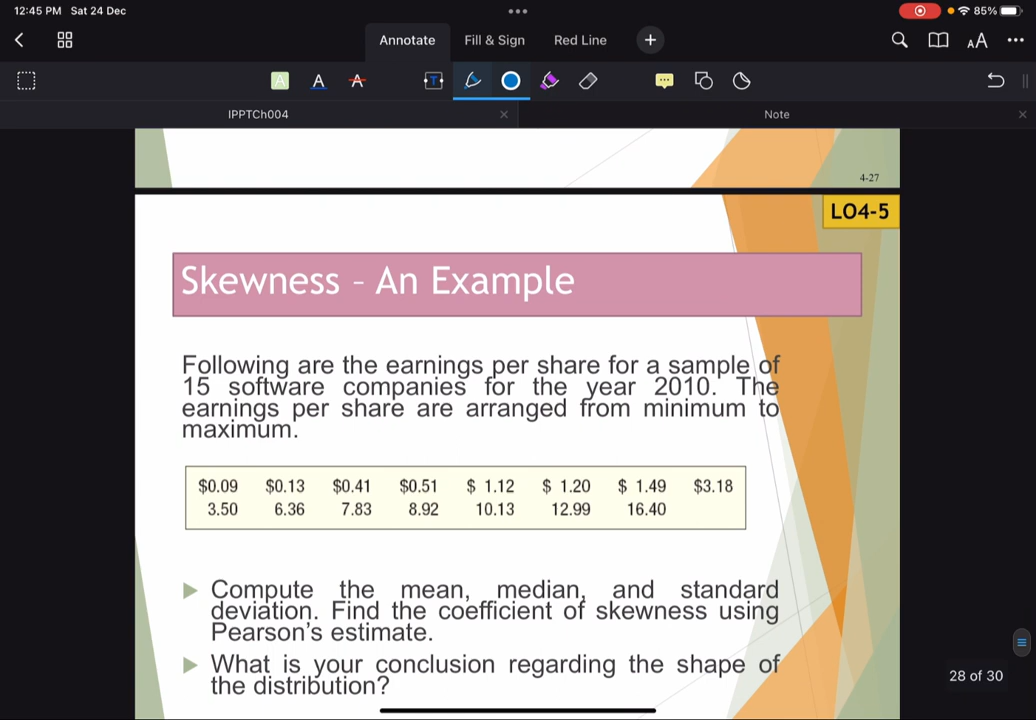 12:45 PM Sat 24 Dec
85%
Annotate Fill & Sign Red Line
AA
A A A T
IPPTCh004 Note
4-27
LO4-5
Skewness - An Example
Following are the earnings per share for a sample of
15 software companies for the year 2010. The
earnings per share are arranged from minimum to
maximum.
$0.09 $0.13 $0.41 $0.51 $ 1.12 $ 1.20 $ 1.49 $3.18
3.50 6.36 7.83 8.92 10.13 12.99 16.40
Compute the mean, median, and standard
deviation. Find the coefficient of skewness using
Pearson's estimate.
What is your conclusion regarding the shape of
the distribution?
28 of 30